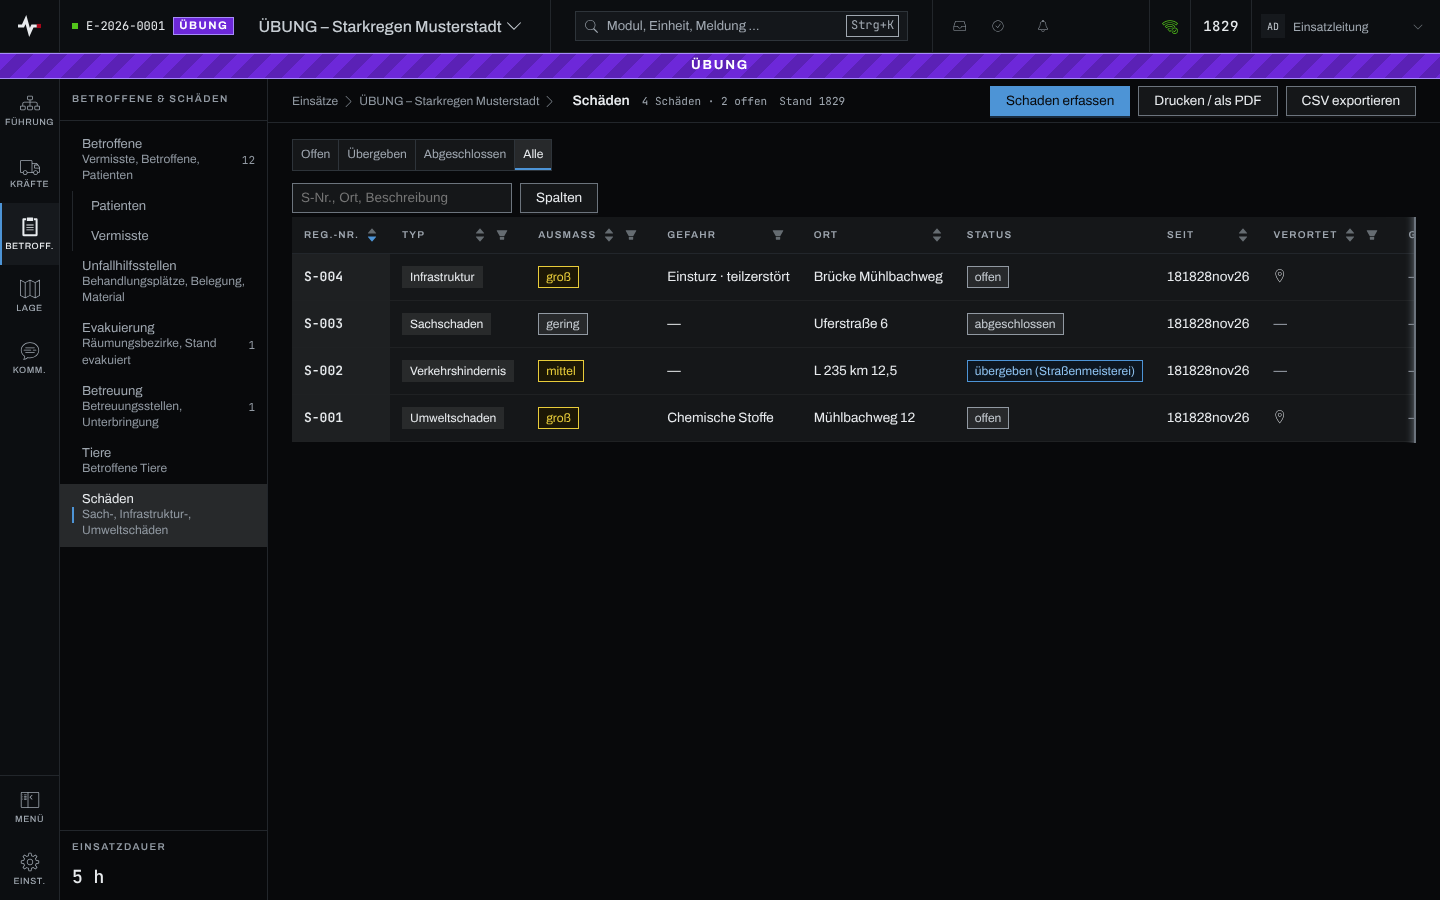 E-2026-0001 ÜBUNG ÜBUNG – Starkregen Musterstadt Modul, Einheit, Meldung ... Strg+K 1829 AD Einsatzleitung
ÜBUNG
FÜHRUNG
KRÄFTE
BETROFF.
LAGE
KOMM.
MENÜ
EINST.
BETROFFENE & SCHÄDEN
Betroffene
Vermisste, Betroffene, 12
Patienten
Patienten
Vermisste
Unfallhilfsstellen
Behandlungsplätze, Belegung,
Material
Evakuierung
Räumungsbezirke, Stand 1
evakuiert
Betreuung
Betreuungsstellen, 1
Unterbringung
Tiere
Betroffene Tiere
Schäden
Sach-, Infrastruktur-,
Umweltschäden
EINSATZDAUER
5 h
Einsätze ÜBUNG – Starkregen Musterstadt Schäden 4 Schäden · 2 offen Stand 1829 Schaden erfassen Drucken / als PDF CSV exportieren
Offen Übergeben Abgeschlossen Alle
S-Nr., Ort, Beschreibung Spalten
REG.-NR. TYP AUSMASS GEFAHR ORT STATUS SEIT VERORTET
S-004 Infrastruktur groß Einsturz · teilzerstört Brücke Mühlbachweg offen 181828nov26
S-003 Sachschaden gering — Uferstraße 6 abgeschlossen 181828nov26 —
S-002 Verkehrshindernis mittel — L 235 km 12,5 übergeben (Straßenmeisterei) 181828nov26 —
S-001 Umweltschaden groß Chemische Stoffe Mühlbachweg 12 offen 181828nov26